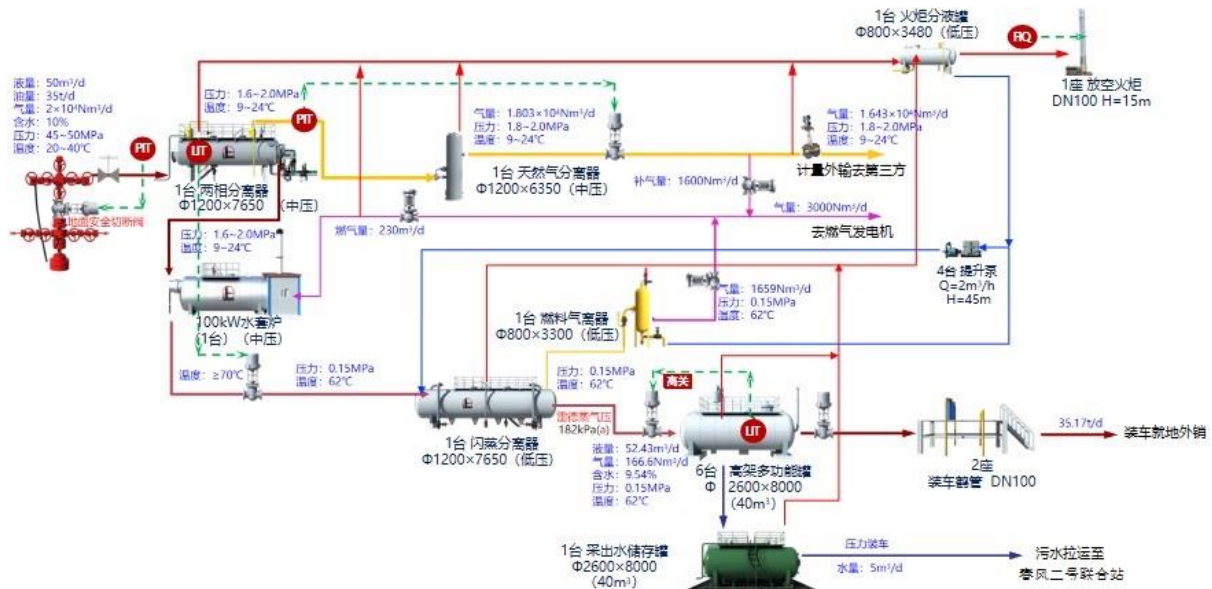 1台 火炬分液罐
Φ800×3480（低压）
FIQ
1座 放空火炬
DN100 H=15m
液量：50m³/d
油量：35t/d
气量：2×10⁴Nm³/d
含水：10%
压力：45~50MPa
温度：20~40℃
PIT
地面安全切断阀
压力：1.6~2.0MPa
温度：9~24℃
LIT
PIT
1台 两相分离器
Φ1200×7650（中压）
气量：1.803×10⁴Nm³/d
压力：1.8~2.0MPa
温度：9~24℃
1台 天然气分离器
Φ1200×6350（中压）
气量：1.643×10⁴Nm³/d
压力：1.8~2.0MPa
温度：9~24℃
计量外输去第三方
补气量：1600Nm³/d
气量：3000Nm³/d
去燃气发电机
燃气量：230m³/d
压力：1.6~2.0MPa
温度：9~24℃
100kW水套炉
（1台）（中压）
4台 提升泵
Q=2m³/h
H=45m
气量：1659Nm³/d
压力：0.15MPa
温度：62℃
1台 燃料气离器
Φ800×3300（低压）
温度：≥70℃
压力：0.15MPa
温度：62℃
压力：0.15MPa
温度：62℃
高关
1台 闪蒸分离器
Φ1200×7650（低压）
雷德蒸气压
182kPa(a)
液量：52.43m³/d
气量：166.6Nm³/d
含水：9.54%
压力：0.15MPa
温度：62℃
LIT
6台 高架多功能罐
Φ 2600×8000
（40m³）
2座
装车鹤管 DN100
35.17t/d
装车就地外销
1台 采出水储存罐
Φ2600×8000
（40m³）
压力装车
水量：5m³/d
污水拉运至
春风二号联合站